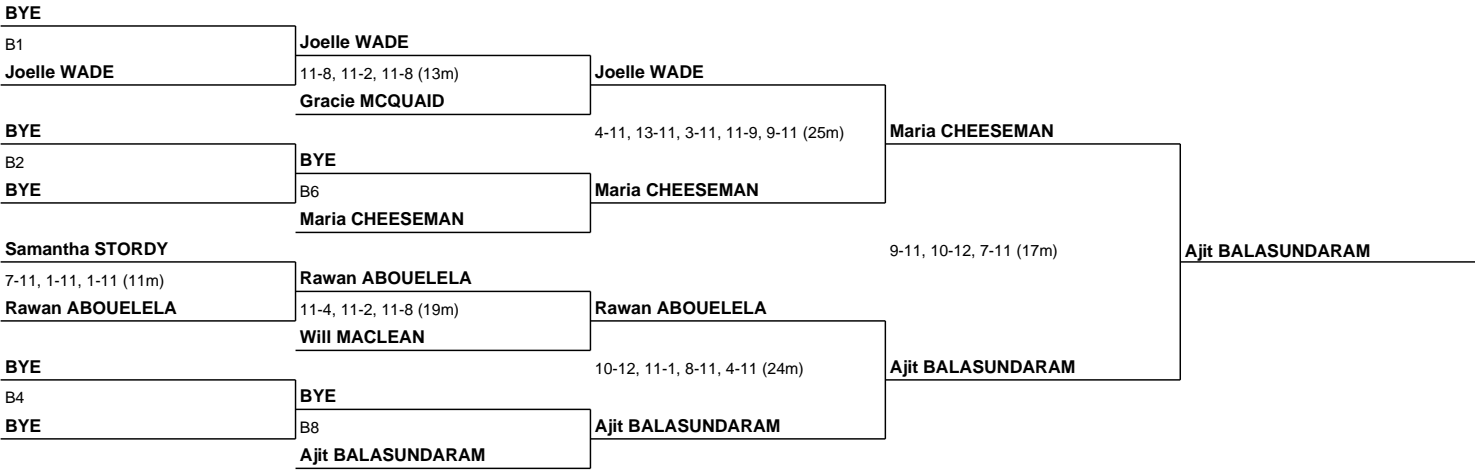 BYE
B1
Joelle WADE
Joelle WADE
11-8, 11-2, 11-8 (13m)
Joelle WADE
Gracie MCQUAID
BYE
4-11, 13-11, 3-11, 11-9, 9-11 (25m)
Maria CHEESEMAN
B2
BYE
BYE
B6
Maria CHEESEMAN
Maria CHEESEMAN
Samantha STORDY
9-11, 10-12, 7-11 (17m)
Ajit BALASUNDARAM
7-11, 1-11, 1-11 (11m)
Rawan ABOUELELA
Rawan ABOUELELA
11-4, 11-2, 11-8 (19m)
Rawan ABOUELELA
Will MACLEAN
BYE
10-12, 11-1, 8-11, 4-11 (24m)
Ajit BALASUNDARAM
B4
BYE
BYE
B8
Ajit BALASUNDARAM
Ajit BALASUNDARAM